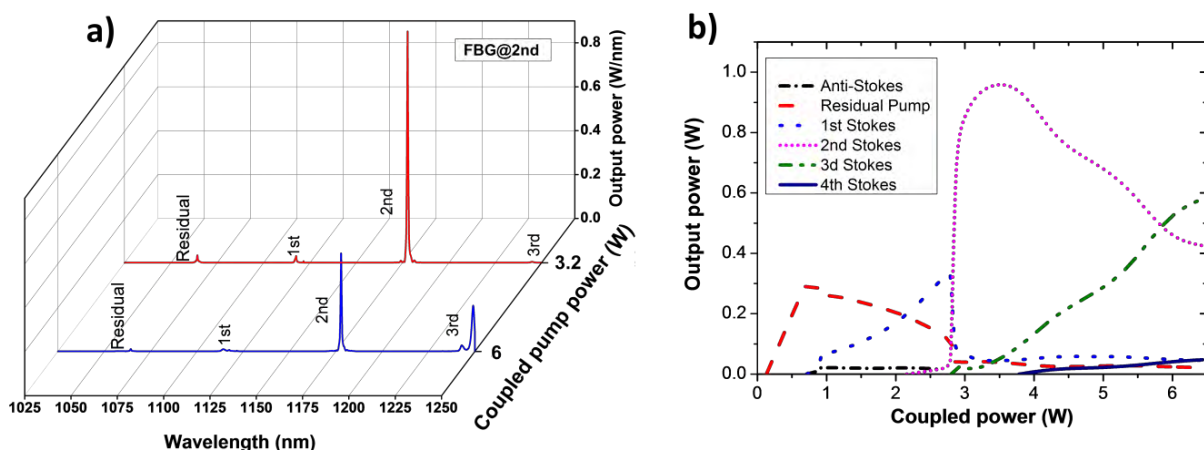 a)
FBG@2nd
0.8
0.6
0.4
0.2
0.0
Output power (W/nm)
Residual
1st
2nd
3rd
3.2
Residual
1st
2nd
3rd
6
Coupled pump power (W)
1025 1050 1075 1100 1125 1150 1175 1200 1225 1250
Wavelength (nm)
b)
Anti-Stokes
Residual Pump
1st Stokes
2nd Stokes
3d Stokes
4th Stokes
1.0
0.8
0.6
0.4
0.2
0.0
Output power (W)
0 1 2 3 4 5 6
Coupled power (W)